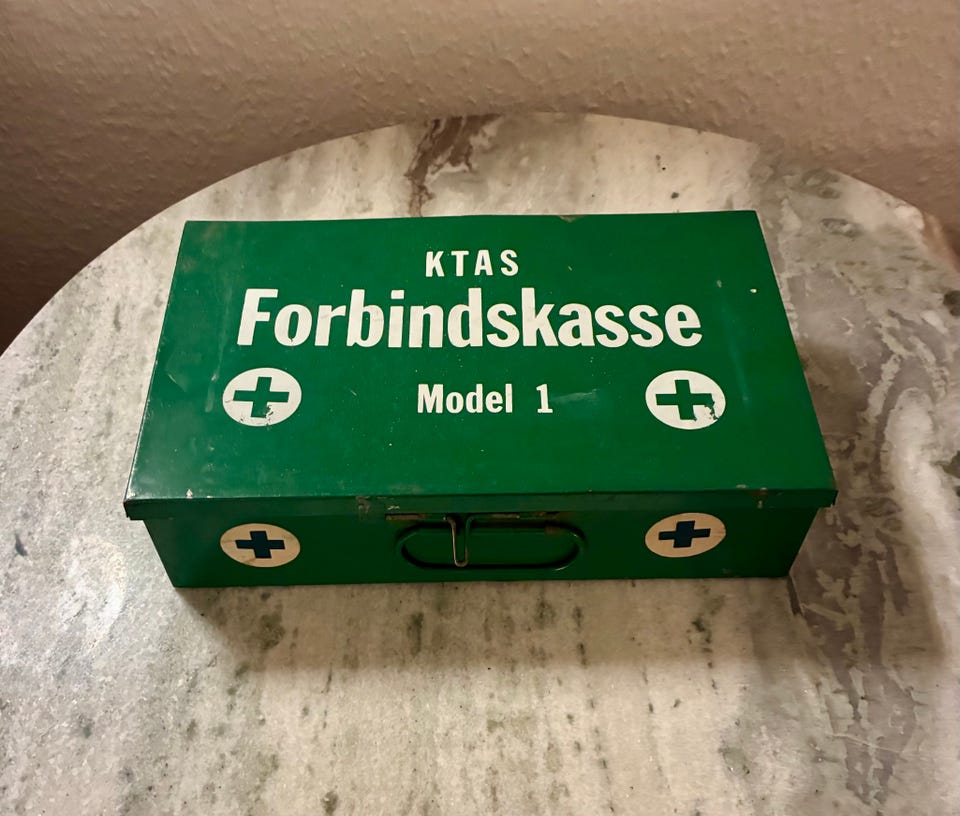 KTAS
Forbindskasse
Model 1